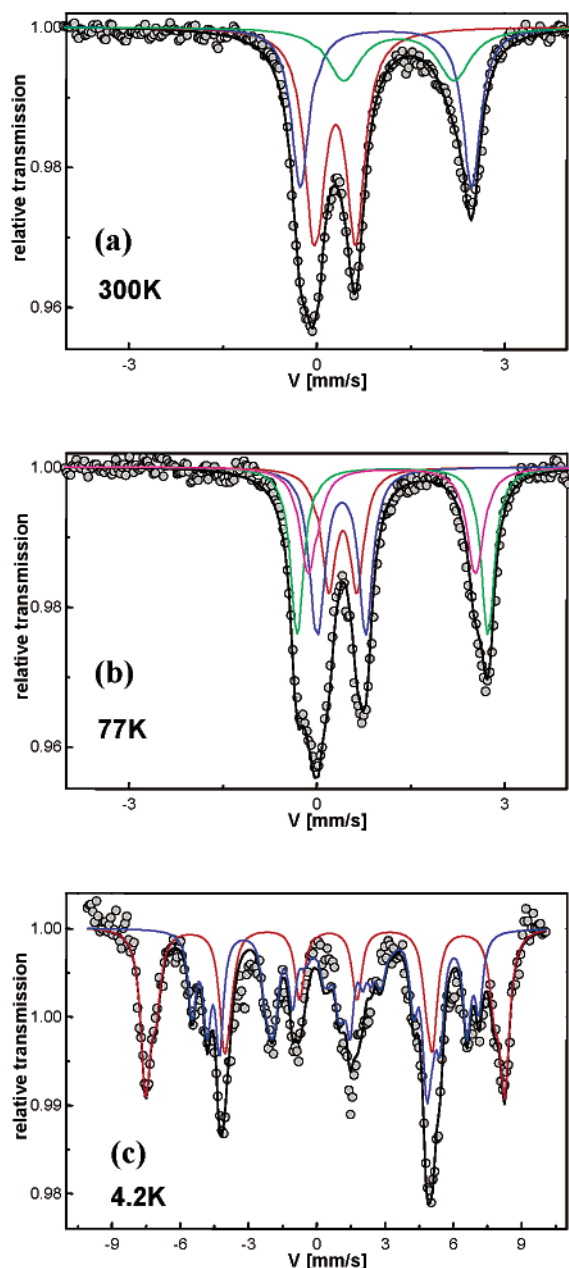 1.00
0.98
0.96
relative transmission
(a)
300K
-3 0 3
V [mm/s]
1.00
0.98
0.96
relative transmission
(b)
77K
-3 0 3
V [mm/s]
1.00
1.00
0.99
0.98
relative transmission
(c)
4.2K
-9 -6 -3 0 3 6 9
V [mm/s]